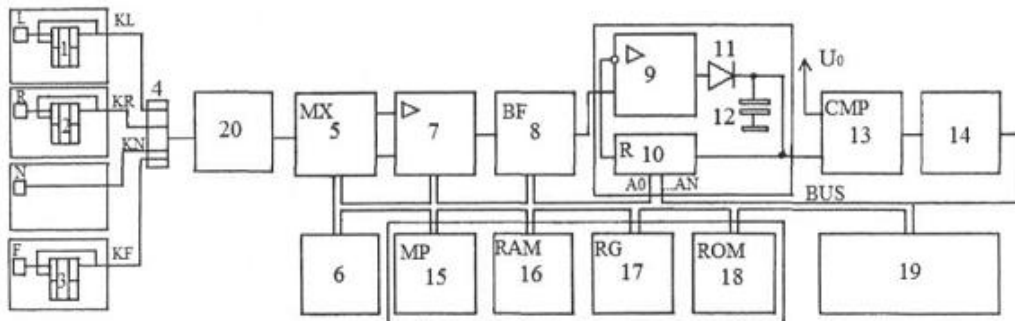 L
KL
1
R
KR
2
N
KN
F
KF
3
4
20
MX
5
7
BF
8
9
11
12
R
10
A0 ...AN
U0
CMP
13
14
BUS
6
MP
15
RAM
16
RG
17
ROM
18
19